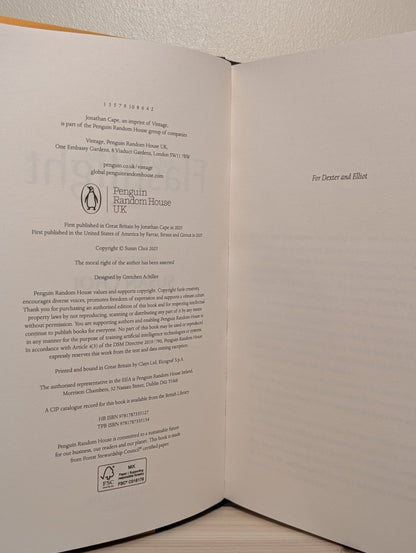 1 3 5 7 9 10 8 6 4 2
Jonathan Cape, an imprint of Vintage,
is part of the Penguin Random House group of companies
Vintage, Penguin Random House UK,
One Embassy Gardens, 8 Viaduct Gardens, London SW11 7BW
penguin.co.uk/vintage
global.penguinrandomhouse.com
Penguin
Random House
UK
First published in Great Britain by Jonathan Cape in 2025
First published in the United States of America by Farrar, Straus and Giroux in 2025
Copyright © Susan Choi 2025
The moral right of the author has been asserted
Designed by Gretchen Achilles
Penguin Random House values and supports copyright. Copyright fuels creativity,
encourages diverse voices, promotes freedom of expression and supports a vibrant culture.
Thank you for purchasing an authorised edition of this book and for respecting intellectual
property laws by not reproducing, scanning or distributing any part of it by any means
without permission. You are supporting authors and enabling Penguin Random House to
continue to publish books for everyone. No part of this book may be used or reproduced
in any manner for the purpose of training artificial intelligence technologies or systems.
In accordance with Article 4(3) of the DSM Directive 2019/790, Penguin Random House
expressly reserves this work from the text and data mining exception.
Printed and bound in Great Britain by Clays Ltd, Elcograf S.p.A.
The authorised representative in the EEA is Penguin Random House Ireland,
Morrison Chambers, 32 Nassau Street, Dublin D02 YH68
A CIP catalogue record for this book is available from the British Library
HB ISBN 9781787335127
TPB ISBN 9781787335134
Penguin Random House is committed to a sustainable future
for our business, our readers and our planet. This book is made
from Forest Stewardship Council® certified paper.
FSC
MIX
Paper | Supporting
responsible forestry
FSC® C018179
For Dexter and Elliot